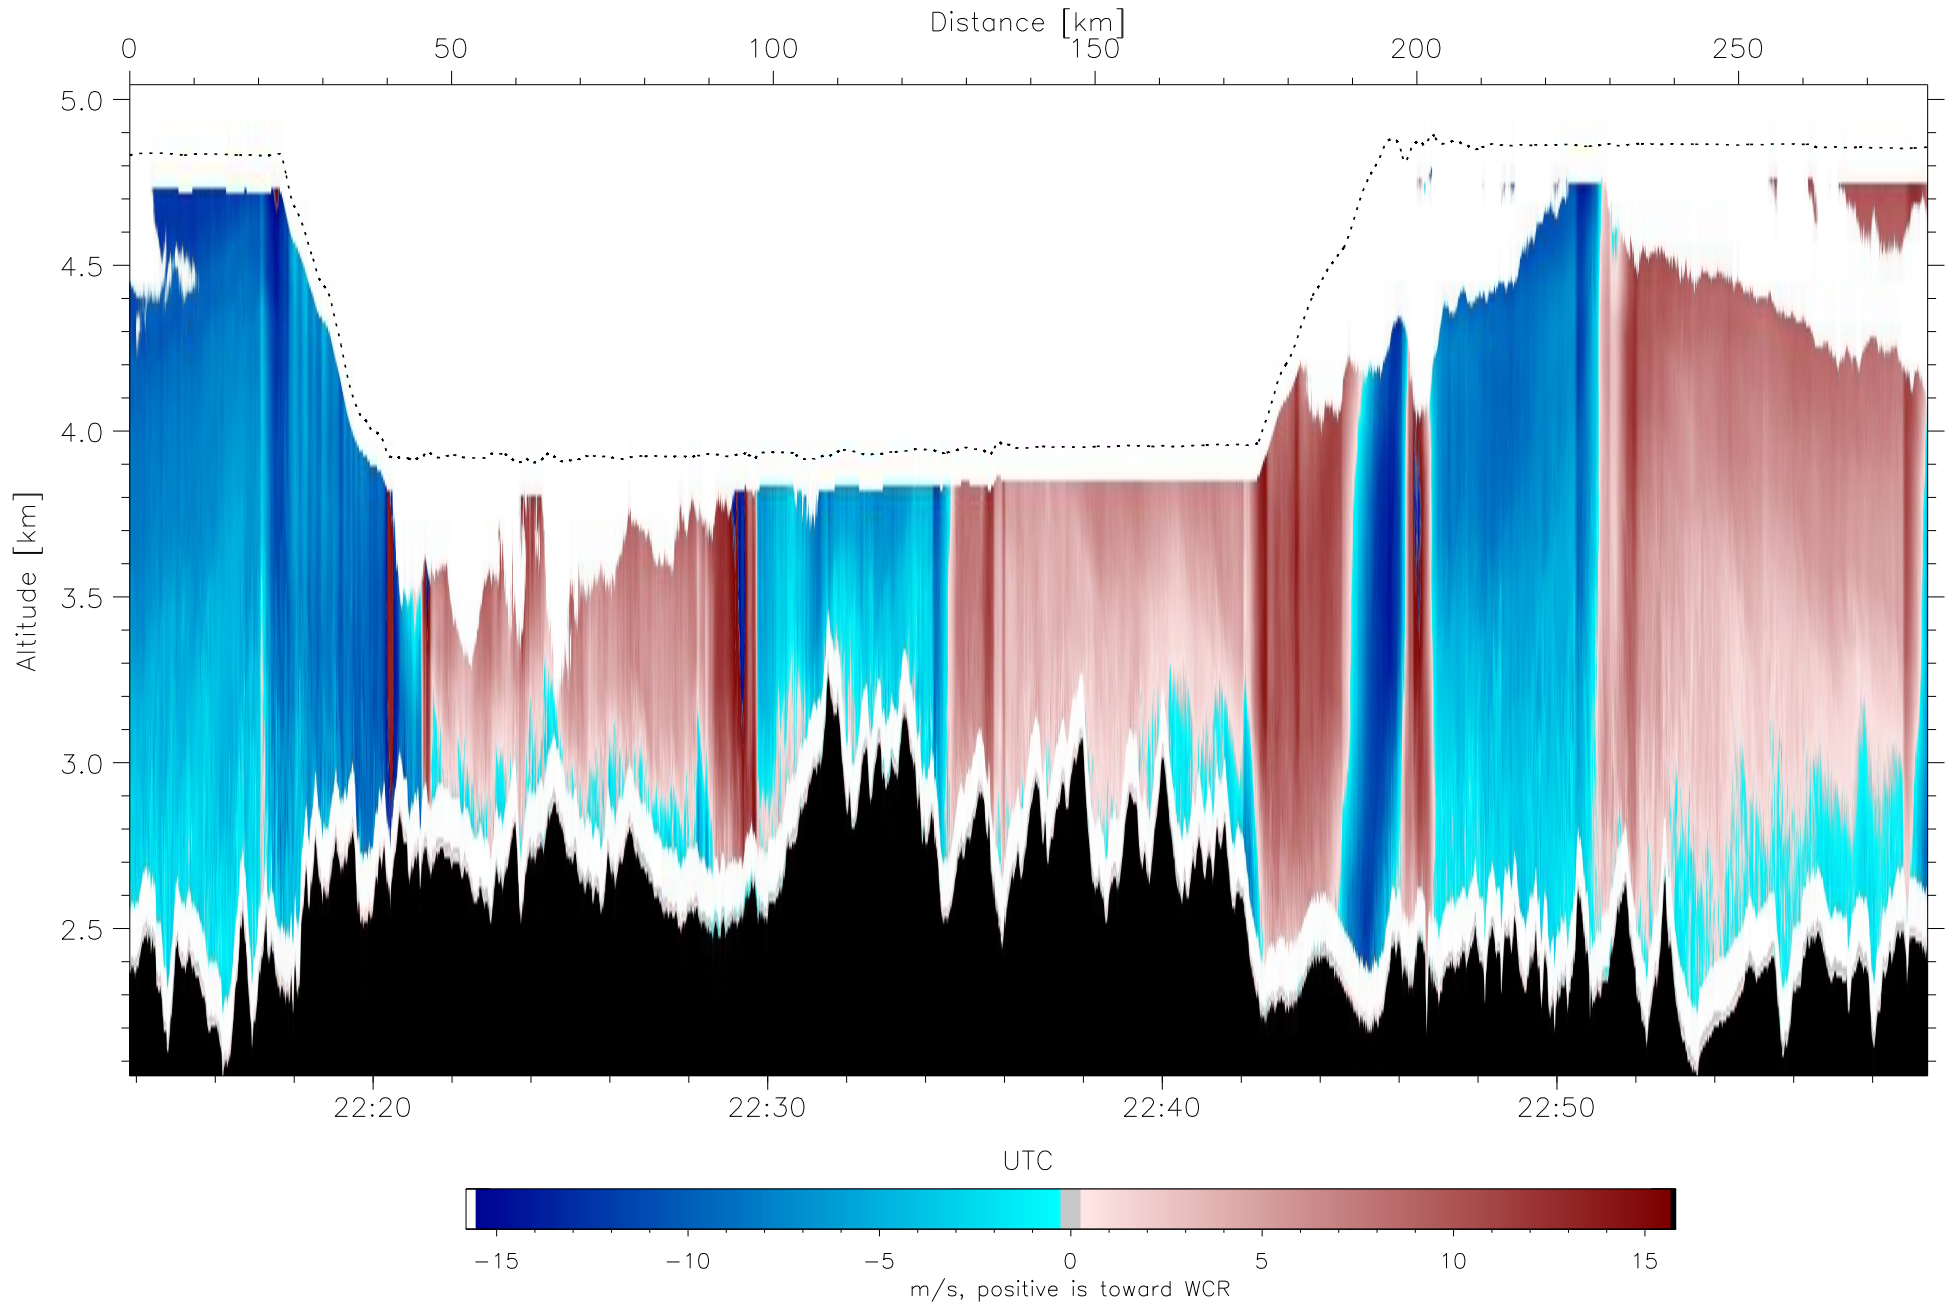 Distance [km]
0 50 100 150 200 250
5.0
4.5
4.0
3.5
3.0
2.5
Altitude [km]
22:20 22:30 22:40 22:50
UTC
−15 −10 −5 0 5 10 15
m/s, positive is toward WCR